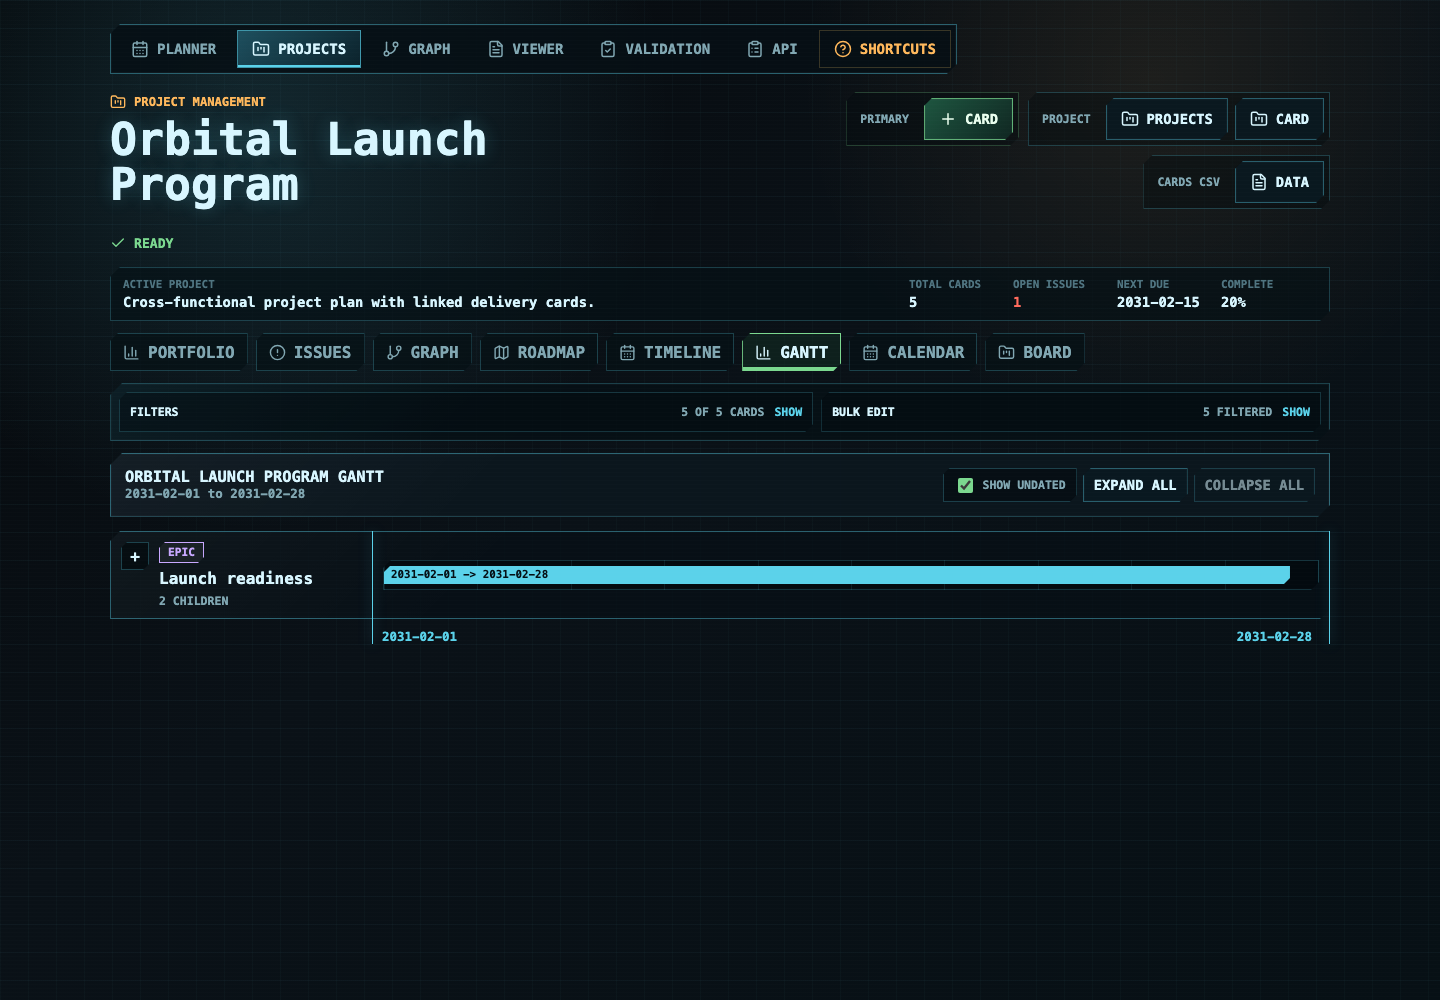 PLANNER
PROJECTS
GRAPH
VIEWER
VALIDATION
API
SHORTCUTS
PROJECT MANAGEMENT
Orbital Launch
Program
READY
PRIMARY
CARD
PROJECT
PROJECTS
CARD
CARDS CSV
DATA
ACTIVE PROJECT
Cross-functional project plan with linked delivery cards.
TOTAL CARDS
5
OPEN ISSUES
1
NEXT DUE
2031-02-15
COMPLETE
20%
PORTFOLIO
ISSUES
GRAPH
ROADMAP
TIMELINE
GANTT
CALENDAR
BOARD
FILTERS
5 OF 5 CARDS SHOW
BULK EDIT
5 FILTERED SHOW
ORBITAL LAUNCH PROGRAM GANTT
2031-02-01 to 2031-02-28
SHOW UNDATED
EXPAND ALL
COLLAPSE ALL
+
EPIC
Launch readiness
2 CHILDREN
2031-02-01 -> 2031-02-28
2031-02-01
2031-02-28